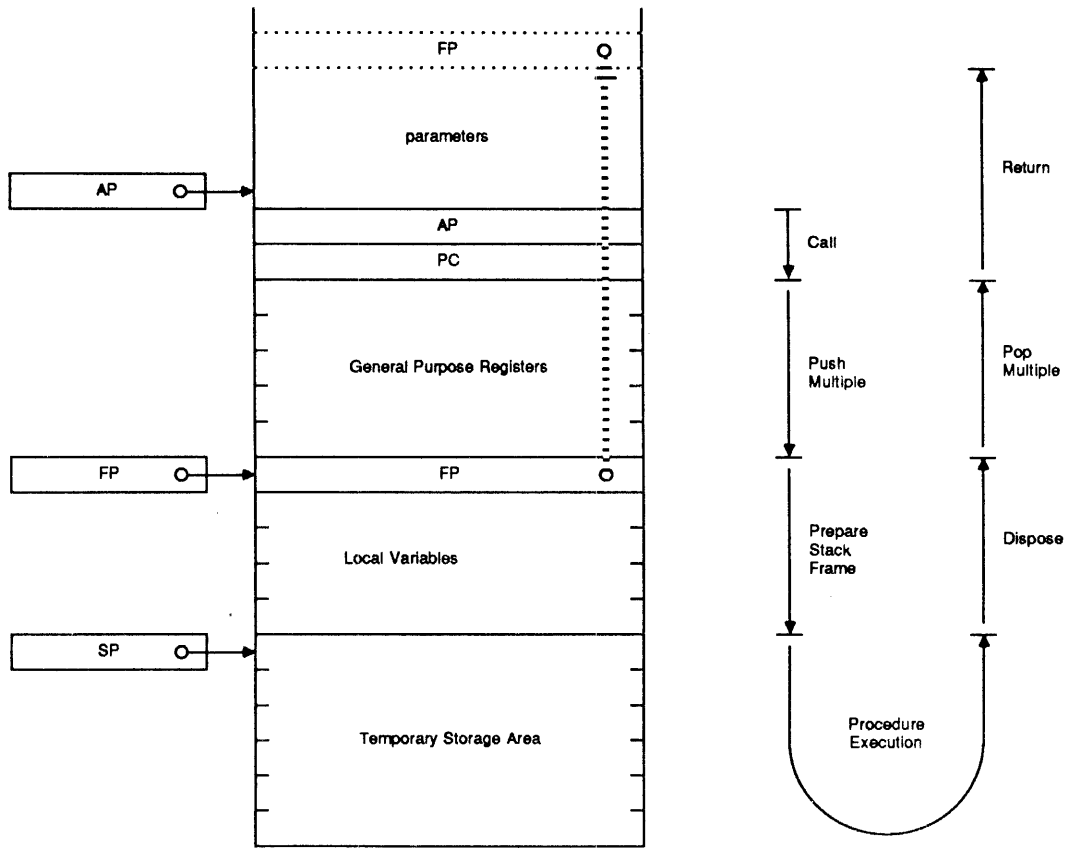 FP
parameters
AP
AP
PC
General Purpose Registers
FP
FP
Local Variables
SP
Temporary Storage Area
Call
Push
Multiple
Prepare
Stack
Frame
Procedure
Execution
Return
Pop
Multiple
Dispose